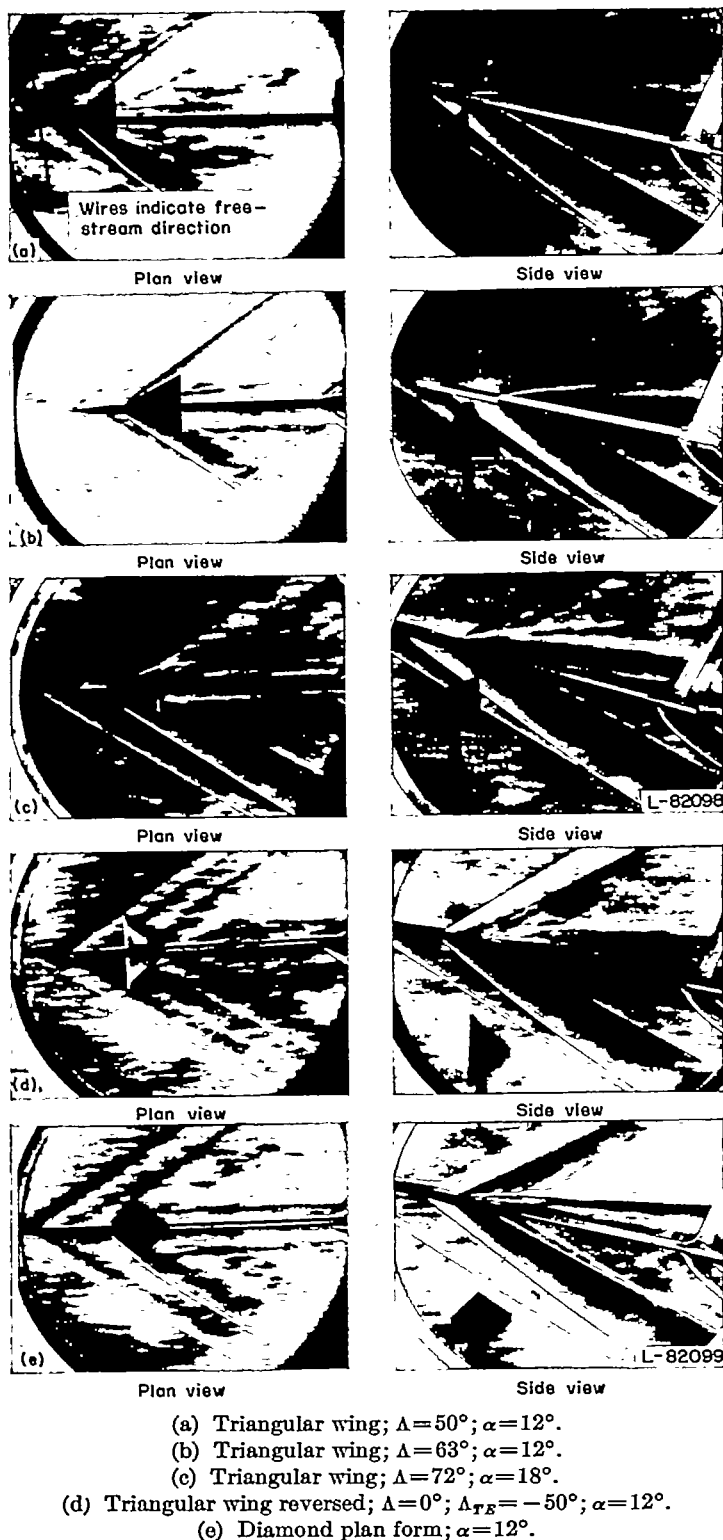 Wires indicate free-
stream direction
(a)
Plan view
Side view
(b)
Plan view
Side view
(c)
L-82098
Plan view
Side view
(d)
Plan view
Side view
(e)
L-82099
Plan view
Side view
(a) Triangular wing; Λ=50°; α=12°.
(b) Triangular wing; Λ=63°; α=12°.
(c) Triangular wing; Λ=72°; α=18°.
(d) Triangular wing reversed; Λ=0°; Λ_TE=−50°; α=12°.
(e) Diamond plan form; α=12°.